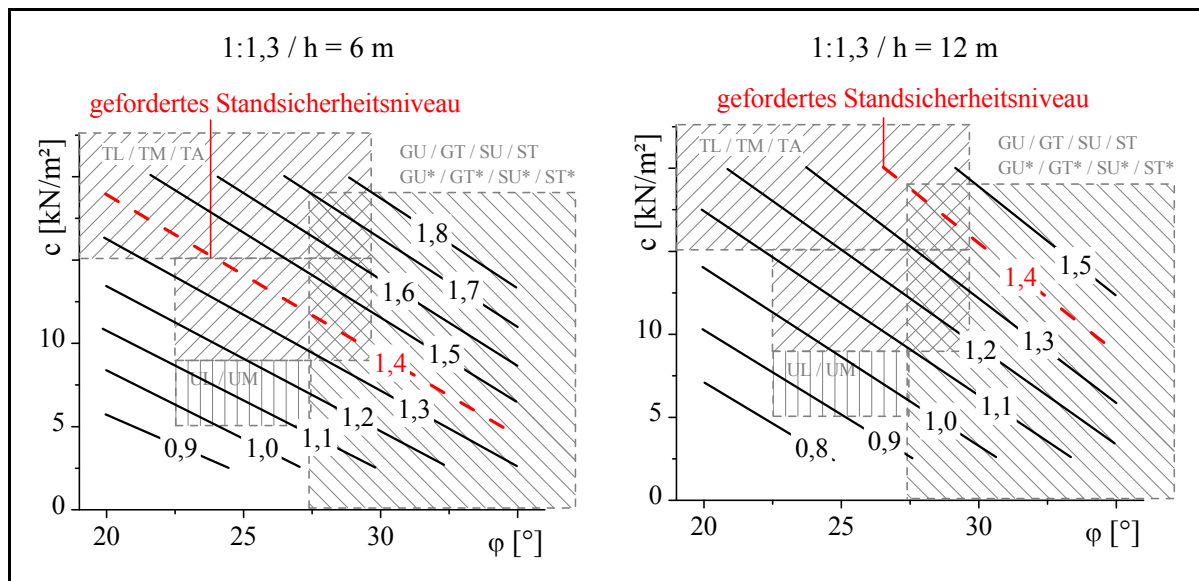 1:1,3 / h = 6 m
gefordertes Standsicherheitsniveau
c [kN/m²]
TL / TM / TA
GU / GT / SU / ST
GU* / GT* / SU* / ST*
UL / UM
1,8
1,7
1,6
1,5
1,4
1,3
1,2
1,1
1,0
0,9
10
5
0
20
25
30
φ [°]
1:1,3 / h = 12 m
gefordertes Standsicherheitsniveau
c [kN/m²]
TL / TM / TA
GU / GT / SU / ST
GU* / GT* / SU* / ST*
UL / UM
1,5
1,4
1,3
1,2
1,1
1,0
0,9
0,8
10
5
0
20
25
30
φ [°]